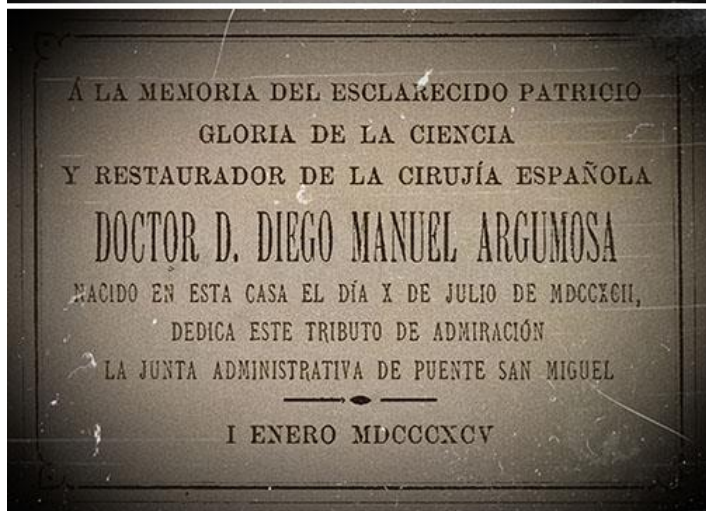 Á LA MEMORIA DEL ESCLARECIDO PATRICIO
GLORIA DE LA CIENCIA
Y RESTAURADOR DE LA CIRUJÍA ESPAÑOLA
DOCTOR D. DIEGO MANUEL ARGUMOSA
NACIDO EN ESTA CASA EL DÍA X DE JULIO DE MDCCXCII,
DEDICA ESTE TRIBUTO DE ADMIRACIÓN
LA JUNTA ADMINISTRATIVA DE PUENTE SAN MIGUEL
I ENERO MDCCCXCV